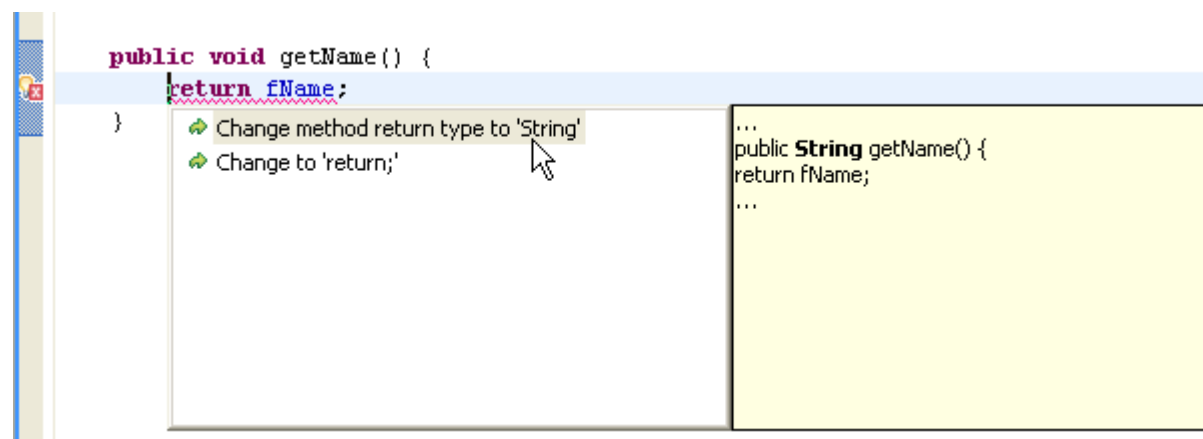 public void getName() {
return fName;
}
Change method return type to 'String'
Change to 'return;'
...
public String getName() {
return fName;
...